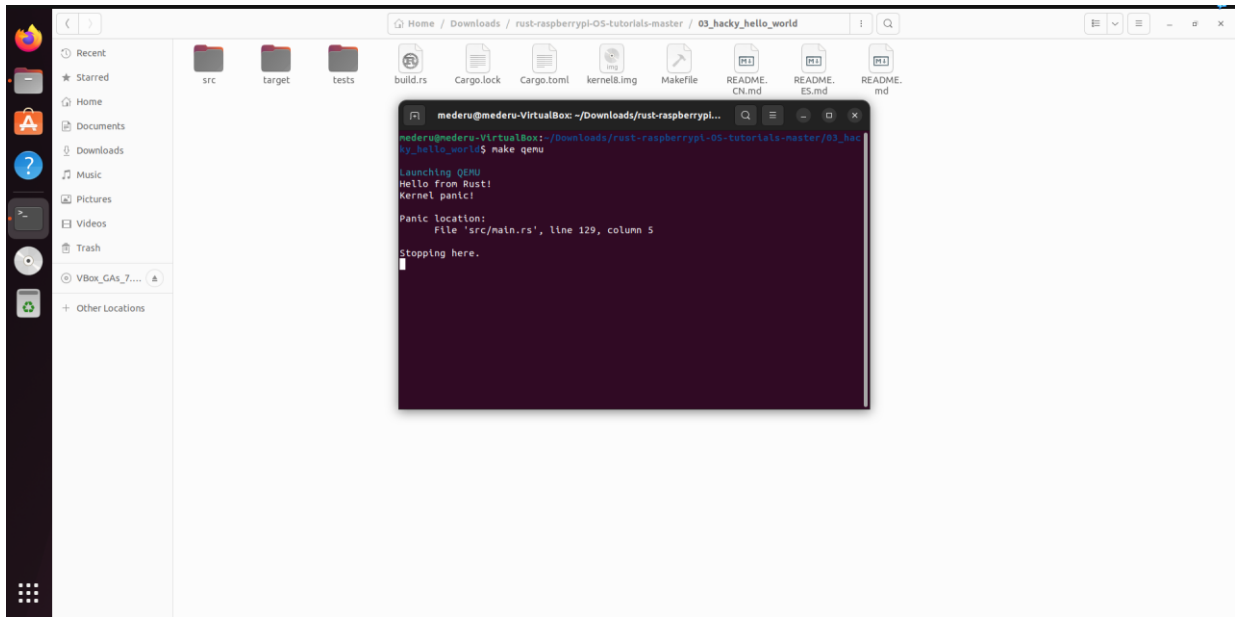 Home / Downloads / rust-raspberrypi-OS-tutorials-master / 03_hacky_hello_world
Recent
Starred
Home
Documents
Downloads
Music
Pictures
Videos
Trash
VBox_GAs_7....
+ Other Locations
src
target
tests
build.rs
Cargo.lock
Cargo.toml
kernel8.img
Makefile
README.
CN.md
README.
ES.md
README.
md
mederu@mederu-VirtualBox: ~/Downloads/rust-raspberrypi...
mederu@mederu-VirtualBox:~/Downloads/rust-raspberrypi-OS-tutorials-master/03_hac
ky_hello_world$ make qemu
Launching QEMU
Hello from Rust!
Kernel panic!
Panic location:
File 'src/main.rs', line 129, column 5
Stopping here.